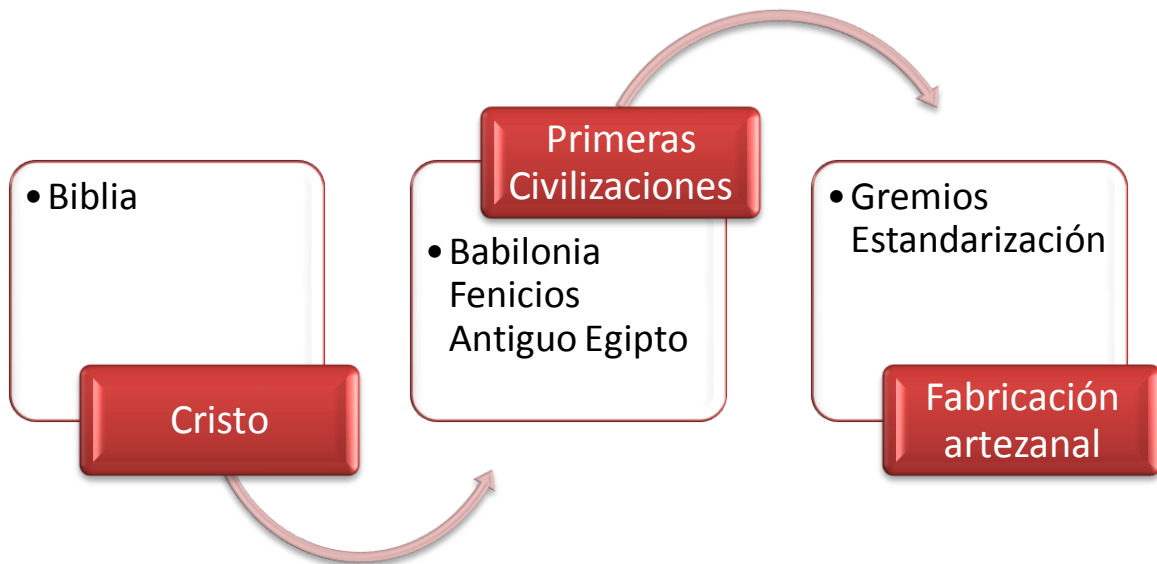 • Biblia
Cristo
Primeras
Civilizaciones
• Babilonia
Fenicios
Antiguo Egipto
• Gremios
Estandarización
Fabricación
artezanal